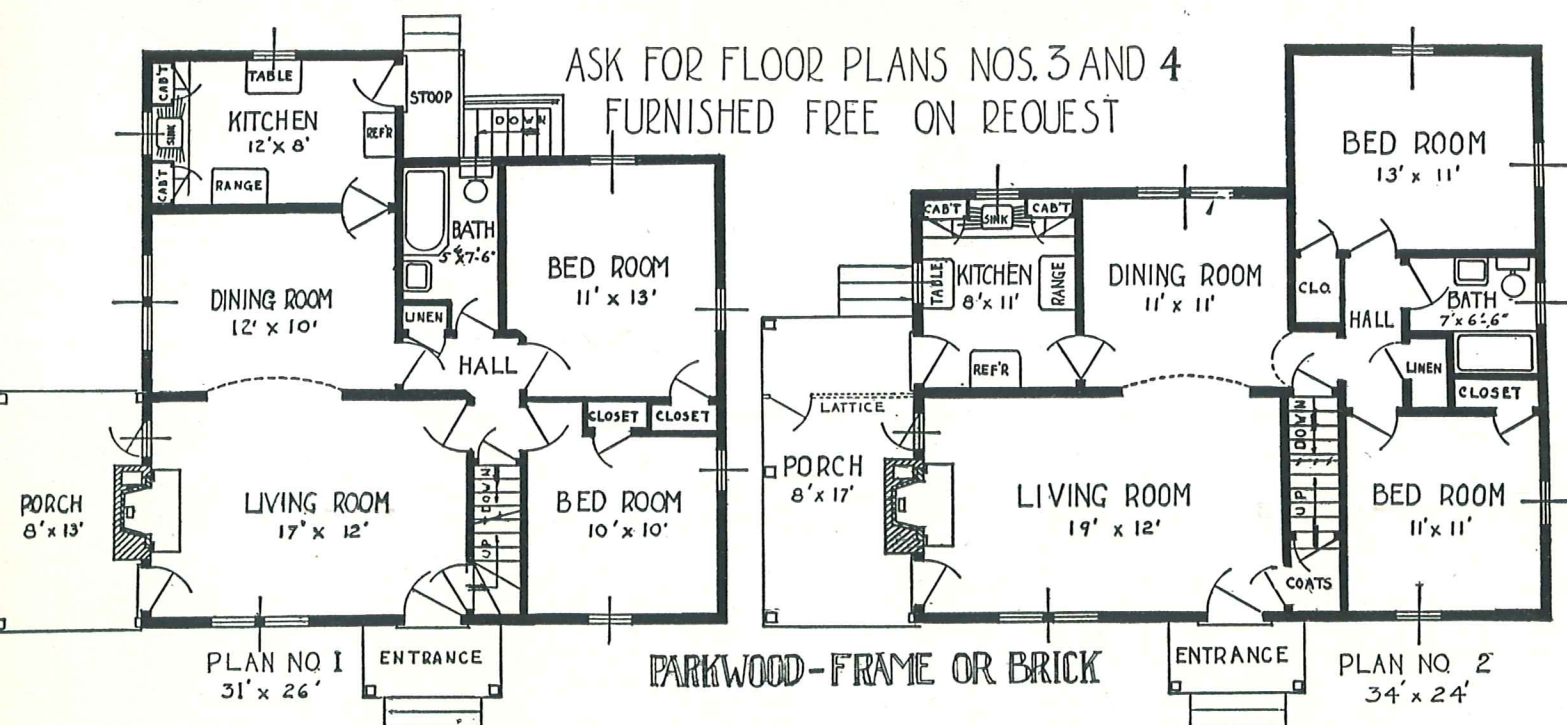 ASK FOR FLOOR PLANS NOS. 3 AND 4
FURNISHED FREE ON REQUEST
CAB'T
TABLE
KITCHEN
12' x 8'
SINK
REF'R
CAB'T
RANGE
STOOP
DOWN
DINING ROOM
12' x 10'
BATH
5'4" x 7'-6"
LINEN
BED ROOM
11' x 13'
HALL
CLOSET
CLOSET
PORCH
8' x 13'
LIVING ROOM
17' x 12'
DOWN
UP
BED ROOM
10' x 10'
ENTRANCE
PLAN NO. 1
31' x 26'
PARKWOOD - FRAME OR BRICK
BED ROOM
13' x 11'
CAB'T
SINK
CAB'T
TABLE
KITCHEN
8' x 11'
RANGE
REF'R
DINING ROOM
11' x 11'
CLO.
HALL
BATH
7' x 6'-6"
LINEN
CLOSET
LATTICE
PORCH
8' x 17'
LIVING ROOM
19' x 12'
DOWN
UP
COATS
BED ROOM
11' x 11'
ENTRANCE
PLAN NO. 2
34' x 24'